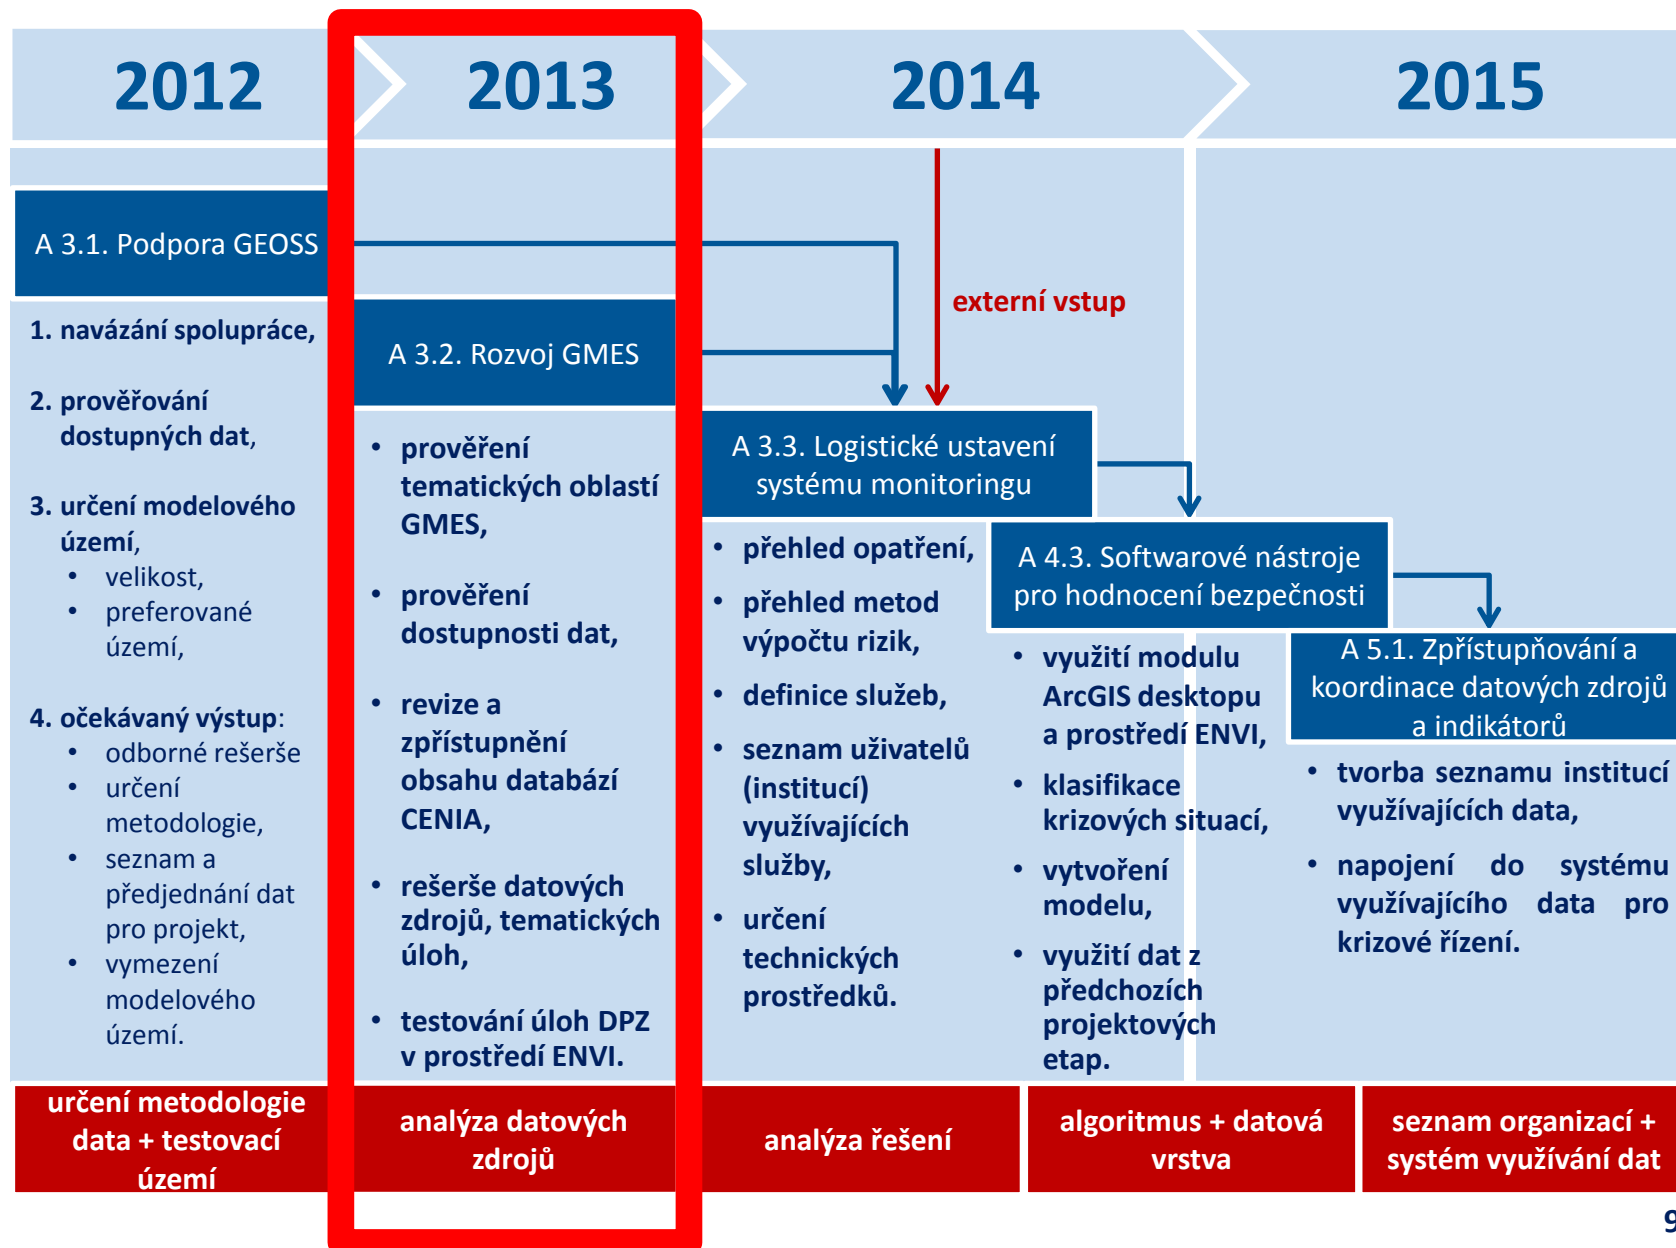 2012
2013
2014
2015
A 3.1. Podpora GEOSS
1. navázání spolupráce,
2. prověřování
dostupných dat,
3. určení modelového
území,
• velikost,
• preferované
území,
4. očekávaný výstup:
• odborné rešerše
• určení
metodologie,
• seznam a
předjednání dat
pro projekt,
• vymezení
modelového
území.
A 3.2. Rozvoj GMES
• prověření
tematických oblastí
GMES,
• prověření
dostupnosti dat,
• revize a
zpřístupnění
obsahu databází
CENIA,
• rešerše datových
zdrojů, tematických
úloh,
• testování úloh DPZ
v prostředí ENVI.
externí vstup
A 3.3. Logistické ustavení
systému monitoringu
• přehled opatření,
• přehled metod
výpočtu rizik,
• definice služeb,
• seznam uživatelů
(institucí)
využívajících
služby,
• určení
technických
prostředků.
A 4.3. Softwarové nástroje
pro hodnocení bezpečnosti
• využití modulu
ArcGIS desktopu
a prostředí ENVI,
• klasifikace
krizových situací,
• vytvoření
modelu,
• využití dat z
předchozích
projektových
etap.
A 5.1. Zpřístupňování a
koordinace datových zdrojů
a indikátorů
• tvorba seznamu institucí
využívajících data,
• napojení do systému
využívajícího data pro
krizové řízení.
určení metodologie
data + testovací
území
analýza datových
zdrojů
analýza řešení
algoritmus + datová
vrstva
seznam organizací +
systém využívání dat
9